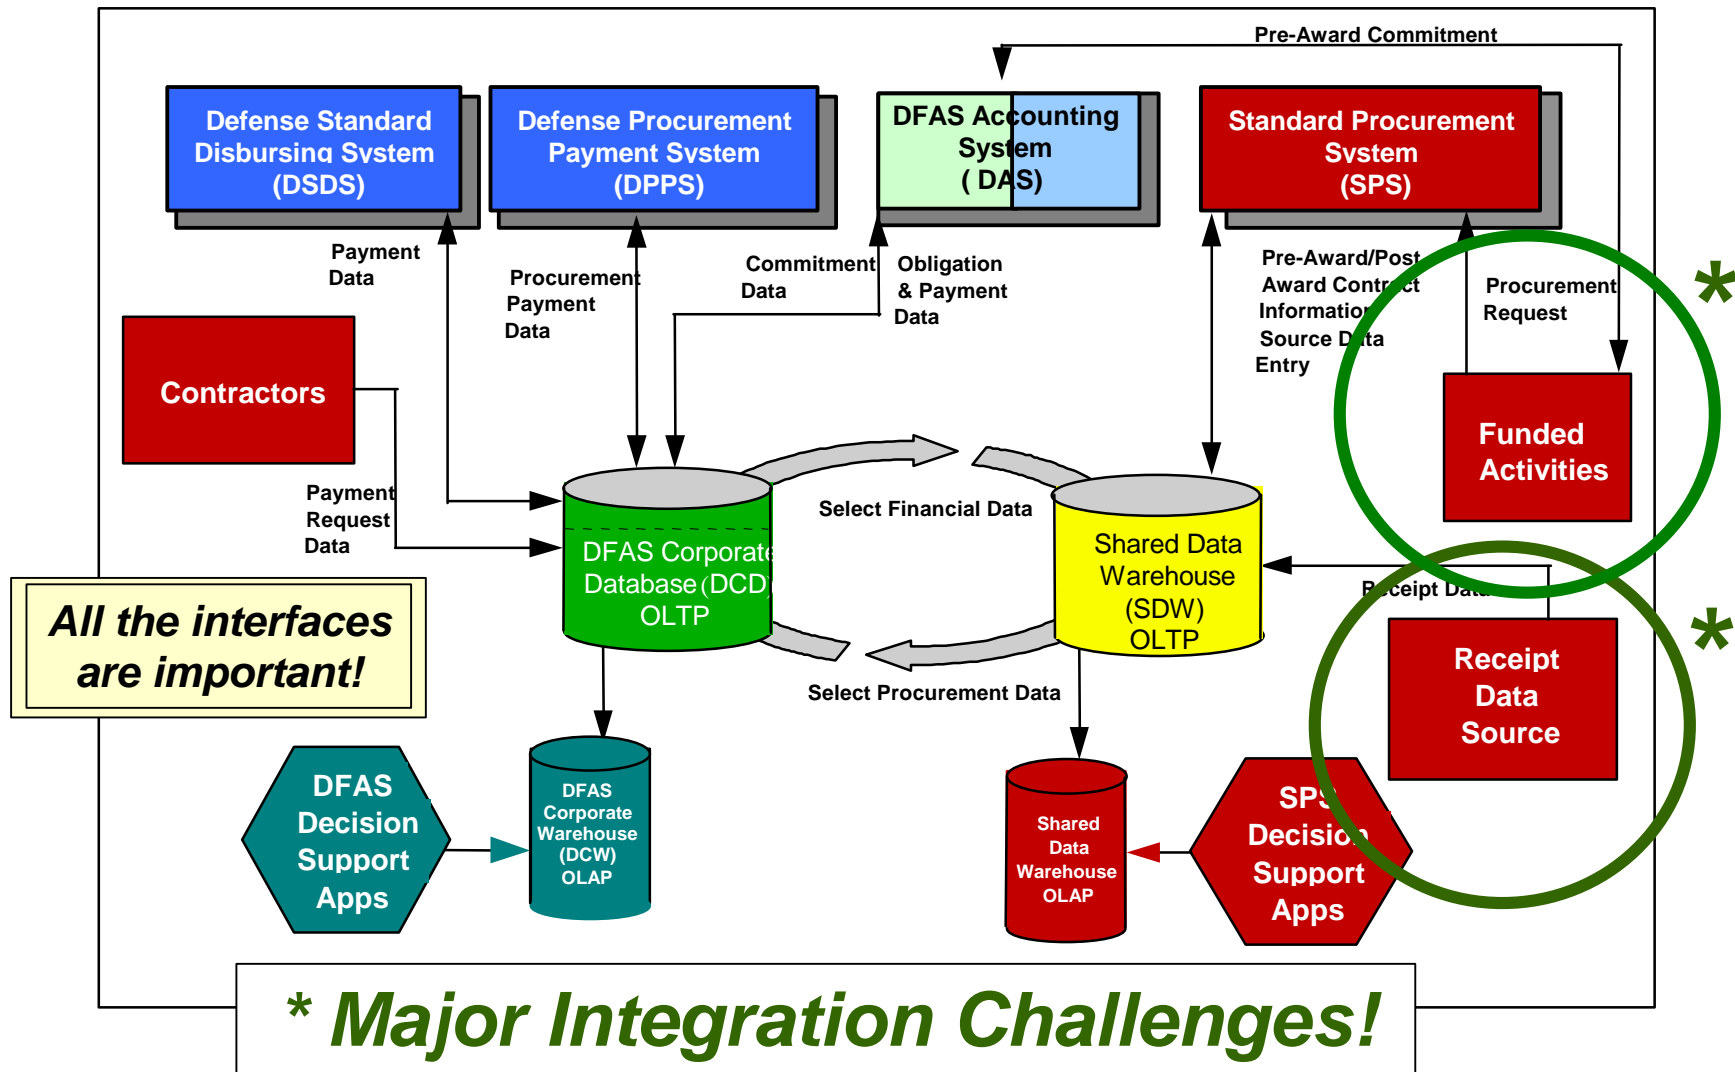 Pre-Award Commitment
Defense Standard
Disbursing System
(DSDS)
Defense Procurement
Payment System
(DPPS)
DFAS Accounting
System
( DAS)
Standard Procurement
System
(SPS)
Payment
Data
Procurement
Payment
Data
Commitment
Data
Obligation
& Payment
Data
Pre-Award/Post
Award Contract
Information
Source Data
Entry
Procurement
Request
*
Contractors
Funded
Activities
Payment
Request
Data
Select Financial Data
DFAS Corporate
Database (DCD)
OLTP
Shared Data
Warehouse
(SDW)
OLTP
Receipt Data
*
All the interfaces
are important!
Receipt
Data
Source
Select Procurement Data
DFAS
Decision
Support
Apps
DFAS
Corporate
Warehouse
(DCW)
OLAP
Shared
Data
Warehouse
OLAP
SPS
Decision
Support
Apps
* Major Integration Challenges!